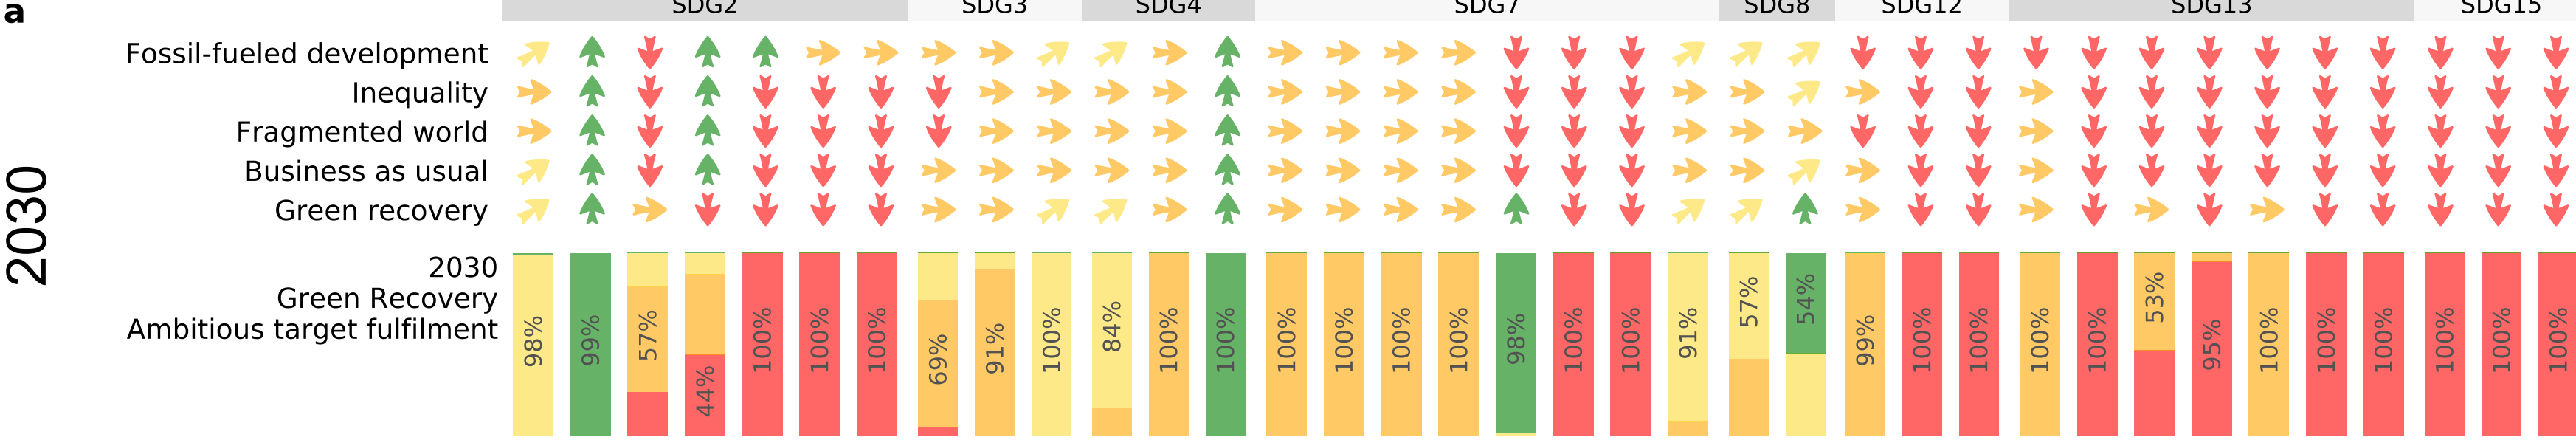 a
SDG2 SDG3 SDG4 SDG7 SDG8 SDG12 SDG13 SDG15
Fossil-fueled development
Inequality
Fragmented world
Business as usual
Green recovery
2030
2030
Green Recovery
Ambitious target fulfilment
98% 99% 57% 44% 100% 100% 100% 69% 91% 100% 84% 100% 100% 100% 100% 100% 100% 98% 100% 100% 91% 57% 54% 99% 100% 100% 100% 100% 53% 95% 100% 100% 100% 100% 100% 100%